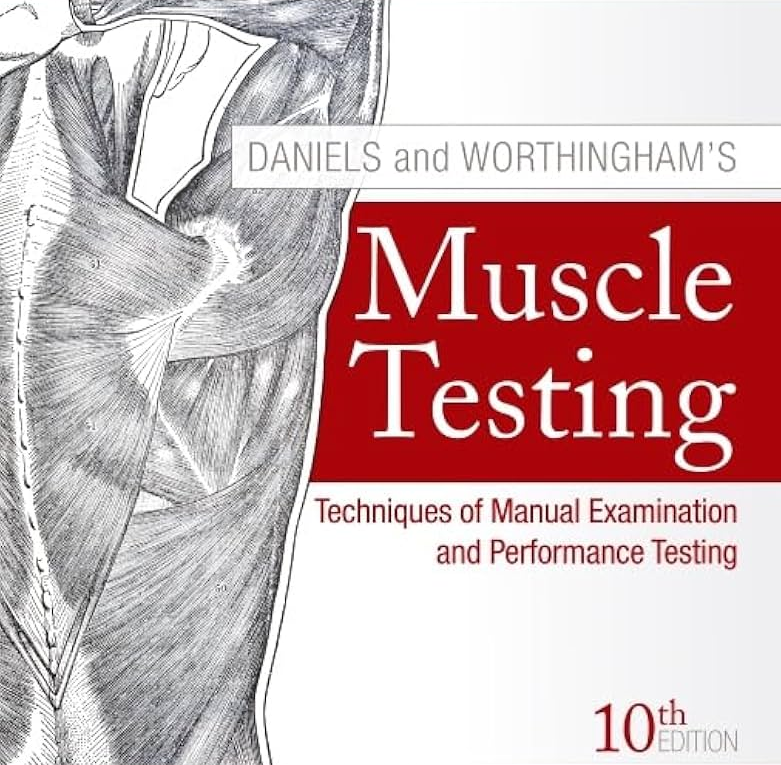 DANIELS and WORTHINGHAM'S
Muscle
Testing
Techniques of Manual Examination
and Performance Testing
10th
EDITION